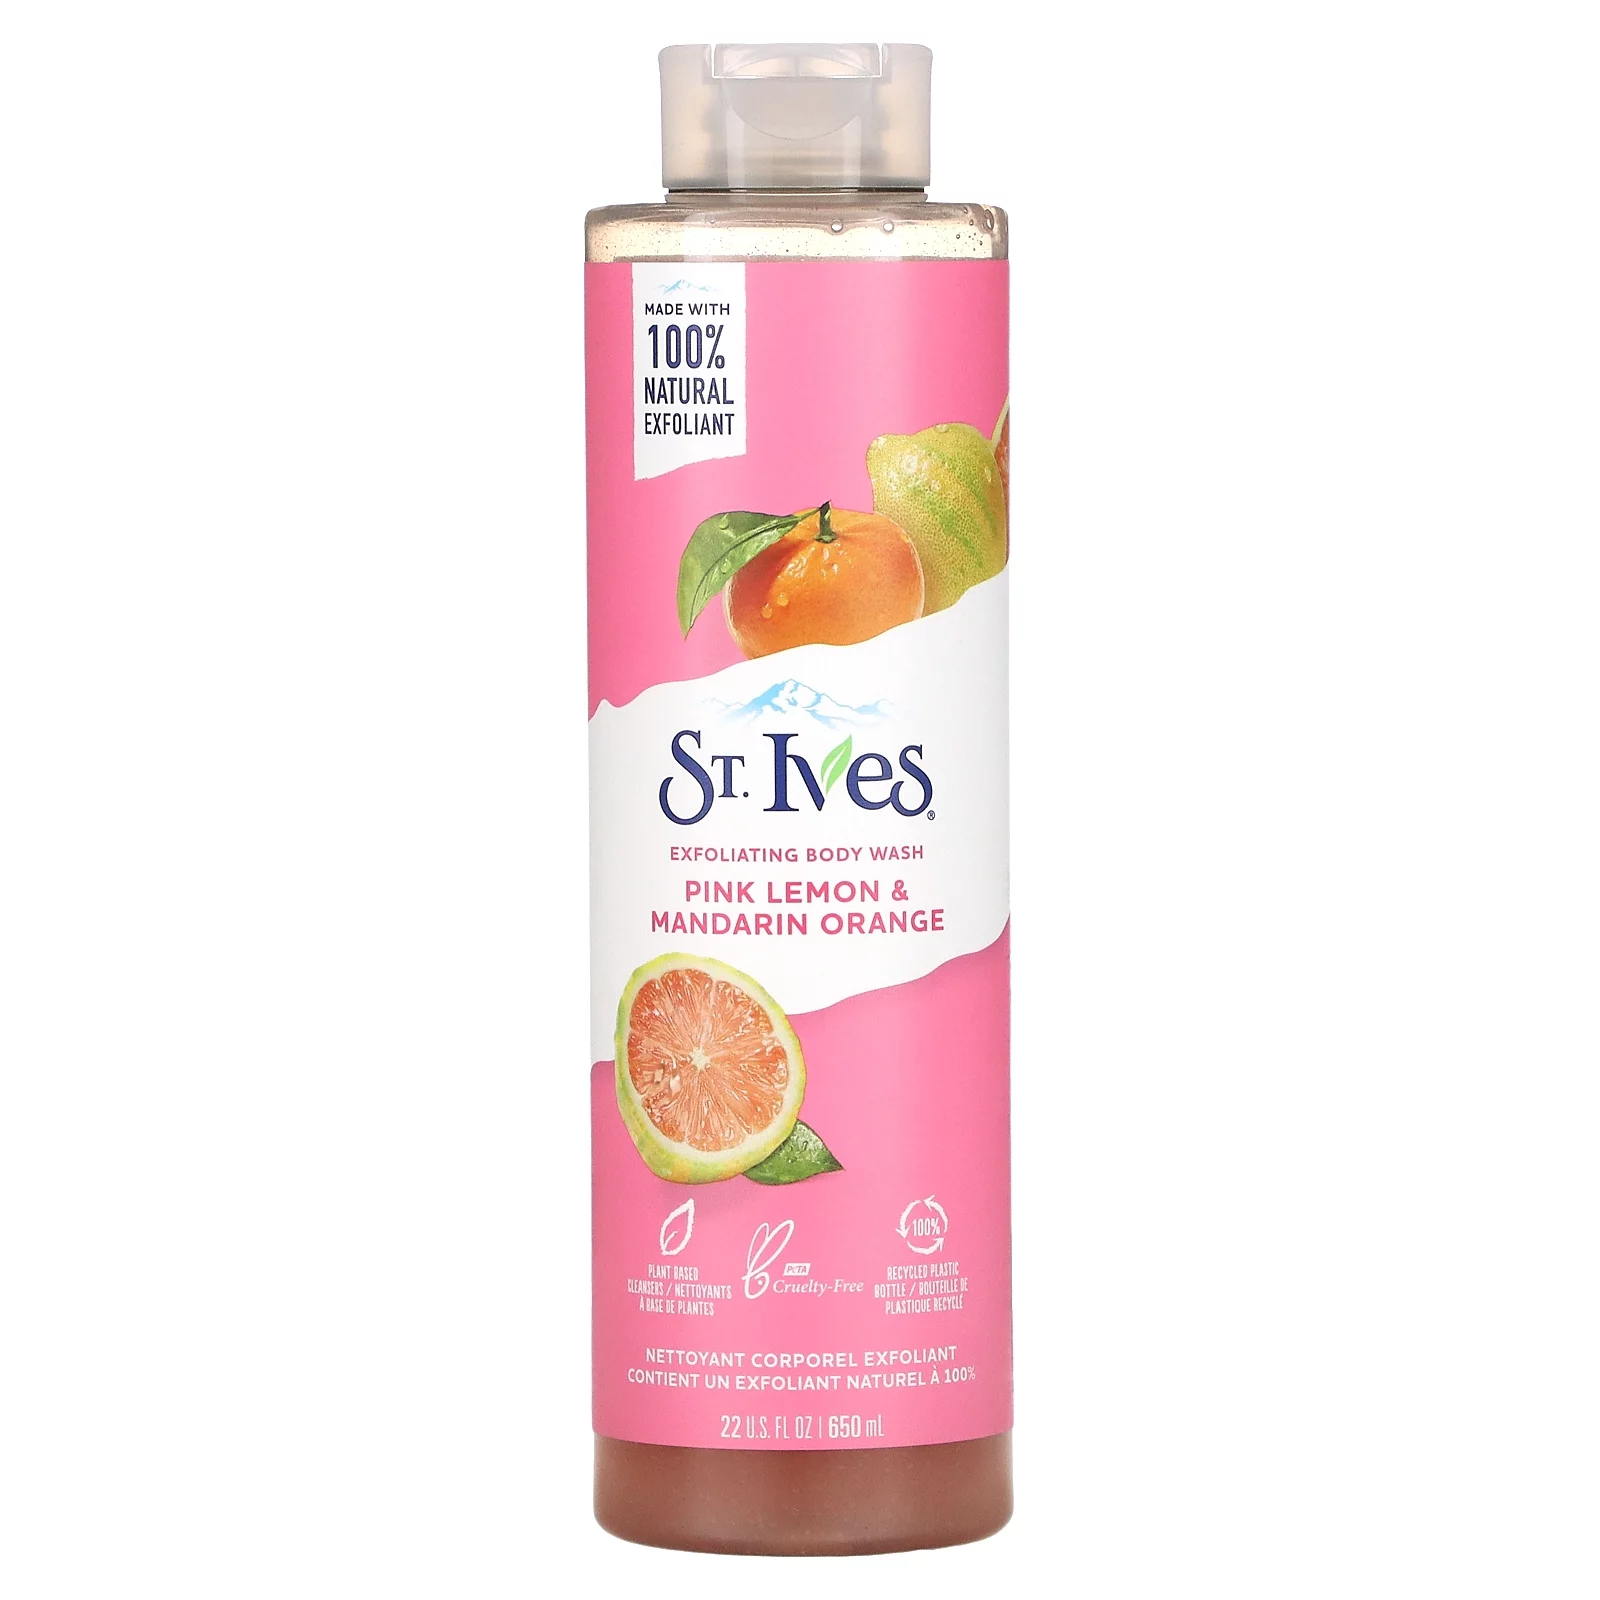 MADE WITH
100%
NATURAL
EXFOLIANT
ST. IVES®
EXFOLIATING BODY WASH
PINK LEMON &
MANDARIN ORANGE
PLANT BASED
CLEANSERS / NETTOYANTS
À BASE DE PLANTES
PETA
Cruelty-Free
100%
RECYCLED PLASTIC
BOTTLE / BOUTEILLE DE
PLASTIQUE RECYCLÉ
NETTOYANT CORPOREL EXFOLIANT
CONTIENT UN EXFOLIANT NATUREL À 100%
22 U.S. FL OZ | 650 mL